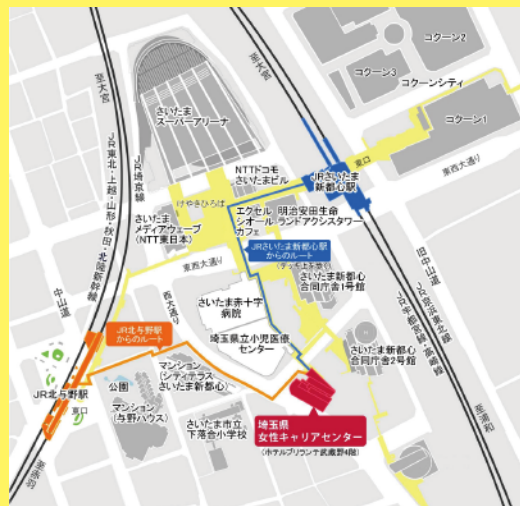 コクーン2
コクーン3
コクーンシティ
コクーン1
至大宮
至大宮
さいたま
スーパーアリーナ
JR東北・上越・山形・秋田・北陸新幹線
JR埼京線
NTTドコモ
さいたまビル
JRさいたま
新都心駅
東口
東西大通り
けやきひろば
さいたま
メディアウェーブ
(NTT東日本)
エクセル
シオール
カフェ
明治安田生命
ランドアクシスタワー
JRさいたま新都心駅
からのルート
(デッキ上を歩く)
東西大通り
中山道
西大通り
さいたま新都心
合同庁舎1号館
旧中山道
JR京浜東北線
JR宇都宮線・高崎線
さいたま赤十字
病院
埼玉県立小児医療
センター
さいたま新都心
合同庁舎2号館
JR北与野駅
からのルート
JR北与野駅
東口
公園
マンション
(シティテラス
さいたま新都心)
マンション
(与野ハウス)
さいたま市立
下落合小学校
埼玉県
女性キャリアセンター
(ホテルブリランテ武蔵野4階)
至赤羽
至浦和